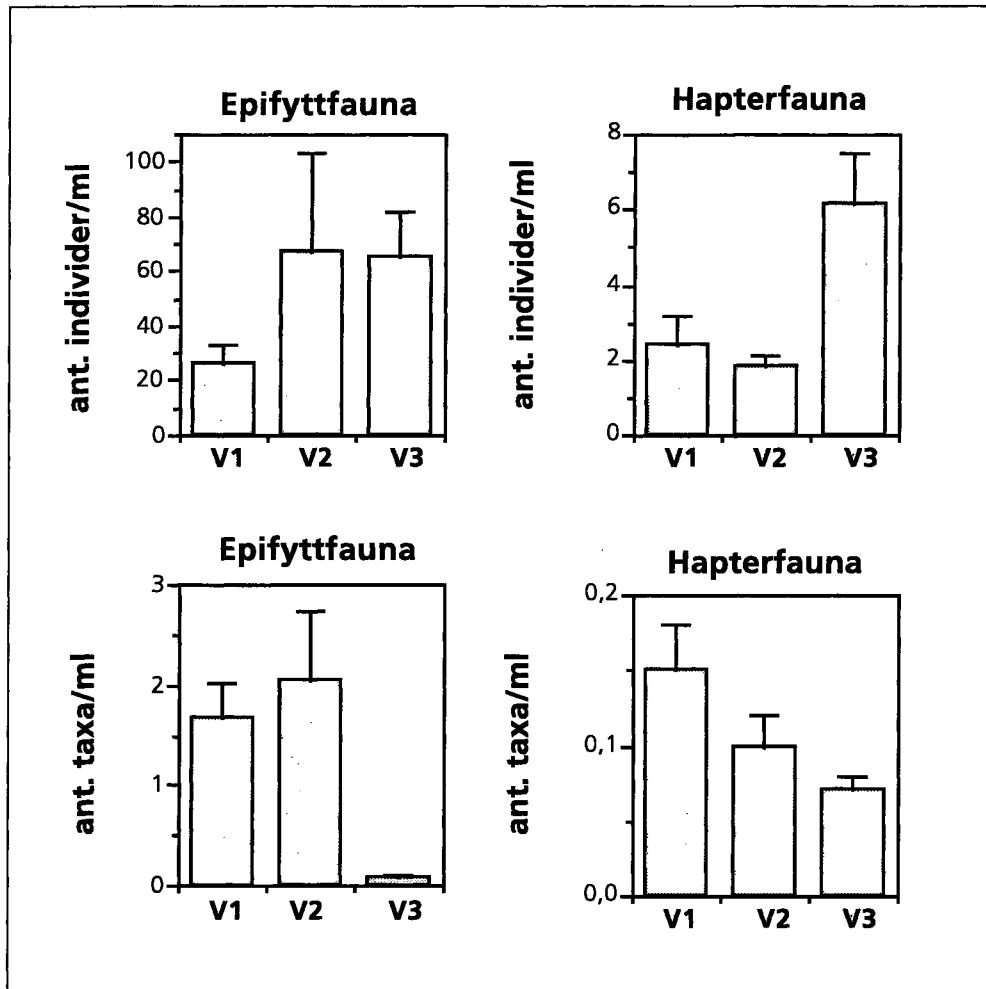 Epifyttfauna
ant. individer/ml
100
80
60
40
20
0
V1 V2 V3
Hapterfauna
ant. individer/ml
8
6
4
2
0
V1 V2 V3
Epifyttfauna
ant. taxa/ml
3
2
1
0
V1 V2 V3
Hapterfauna
ant. taxa/ml
0,2
0,1
0,0
V1 V2 V3